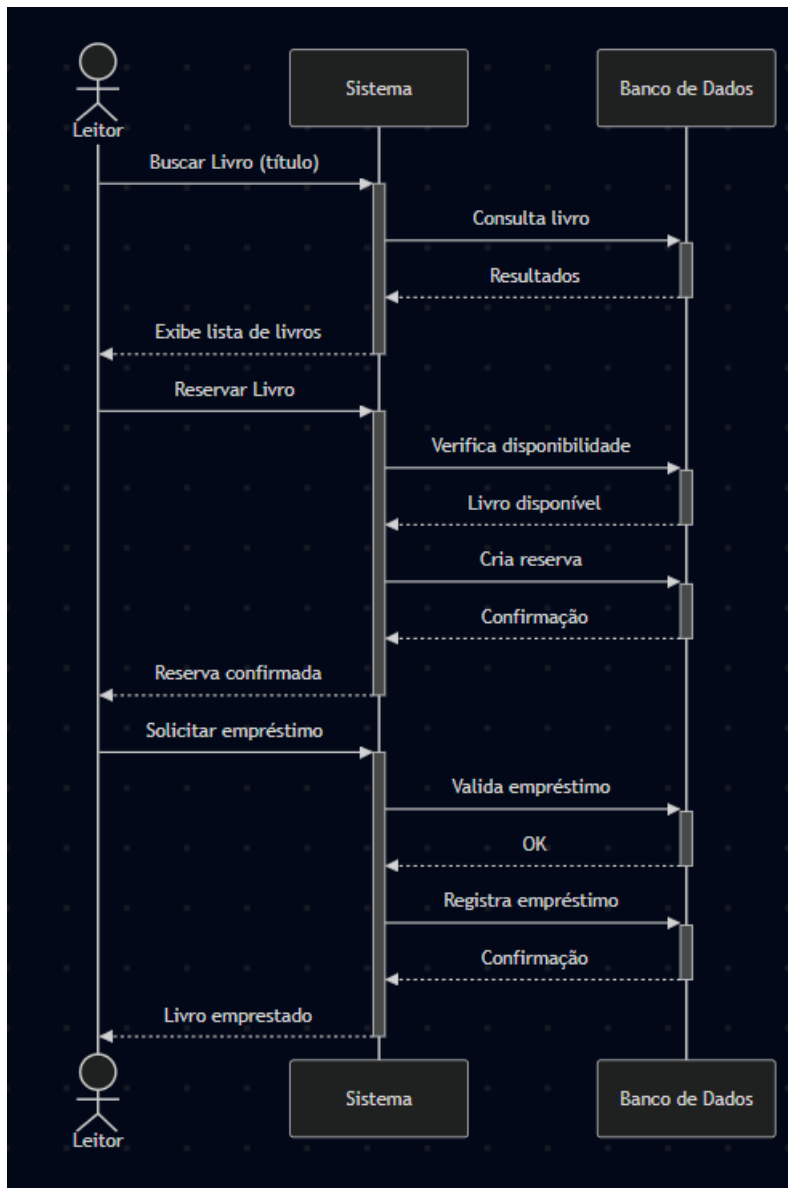 Sistema
Banco de Dados
Leitor
Buscar Livro (título)
Consulta livro
Resultados
Exibe lista de livros
Reservar Livro
Verifica disponibilidade
Livro disponível
Cria reserva
Confirmação
Reserva confirmada
Solicitar empréstimo
Valida empréstimo
OK
Registra empréstimo
Confirmação
Livro emprestado
Sistema
Banco de Dados
Leitor